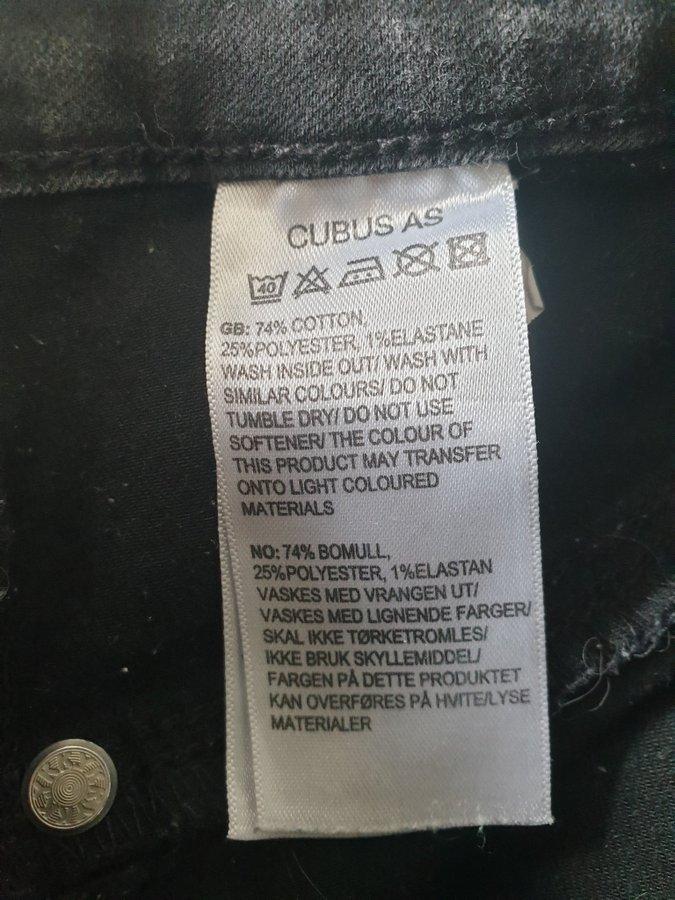 CUBUS AS
40
GB: 74% COTTON,
25%POLYESTER, 1%ELASTANE
WASH INSIDE OUT/ WASH WITH
SIMILAR COLOURS/ DO NOT
TUMBLE DRY/ DO NOT USE
SOFTENER/ THE COLOUR OF
THIS PRODUCT MAY TRANSFER
ONTO LIGHT COLOURED
MATERIALS
NO: 74% BOMULL,
25%POLYESTER, 1%ELASTAN
VASKES MED VRANGEN UT/
VASKES MED LIGNENDE FARGER/
SKAL IKKE TØRKETROMLES/
IKKE BRUK SKYLLEMIDDEL/
FARGEN PÅ DETTE PRODUKTET
KAN OVERFØRES PÅ HVITE/LYSE
MATERIALER